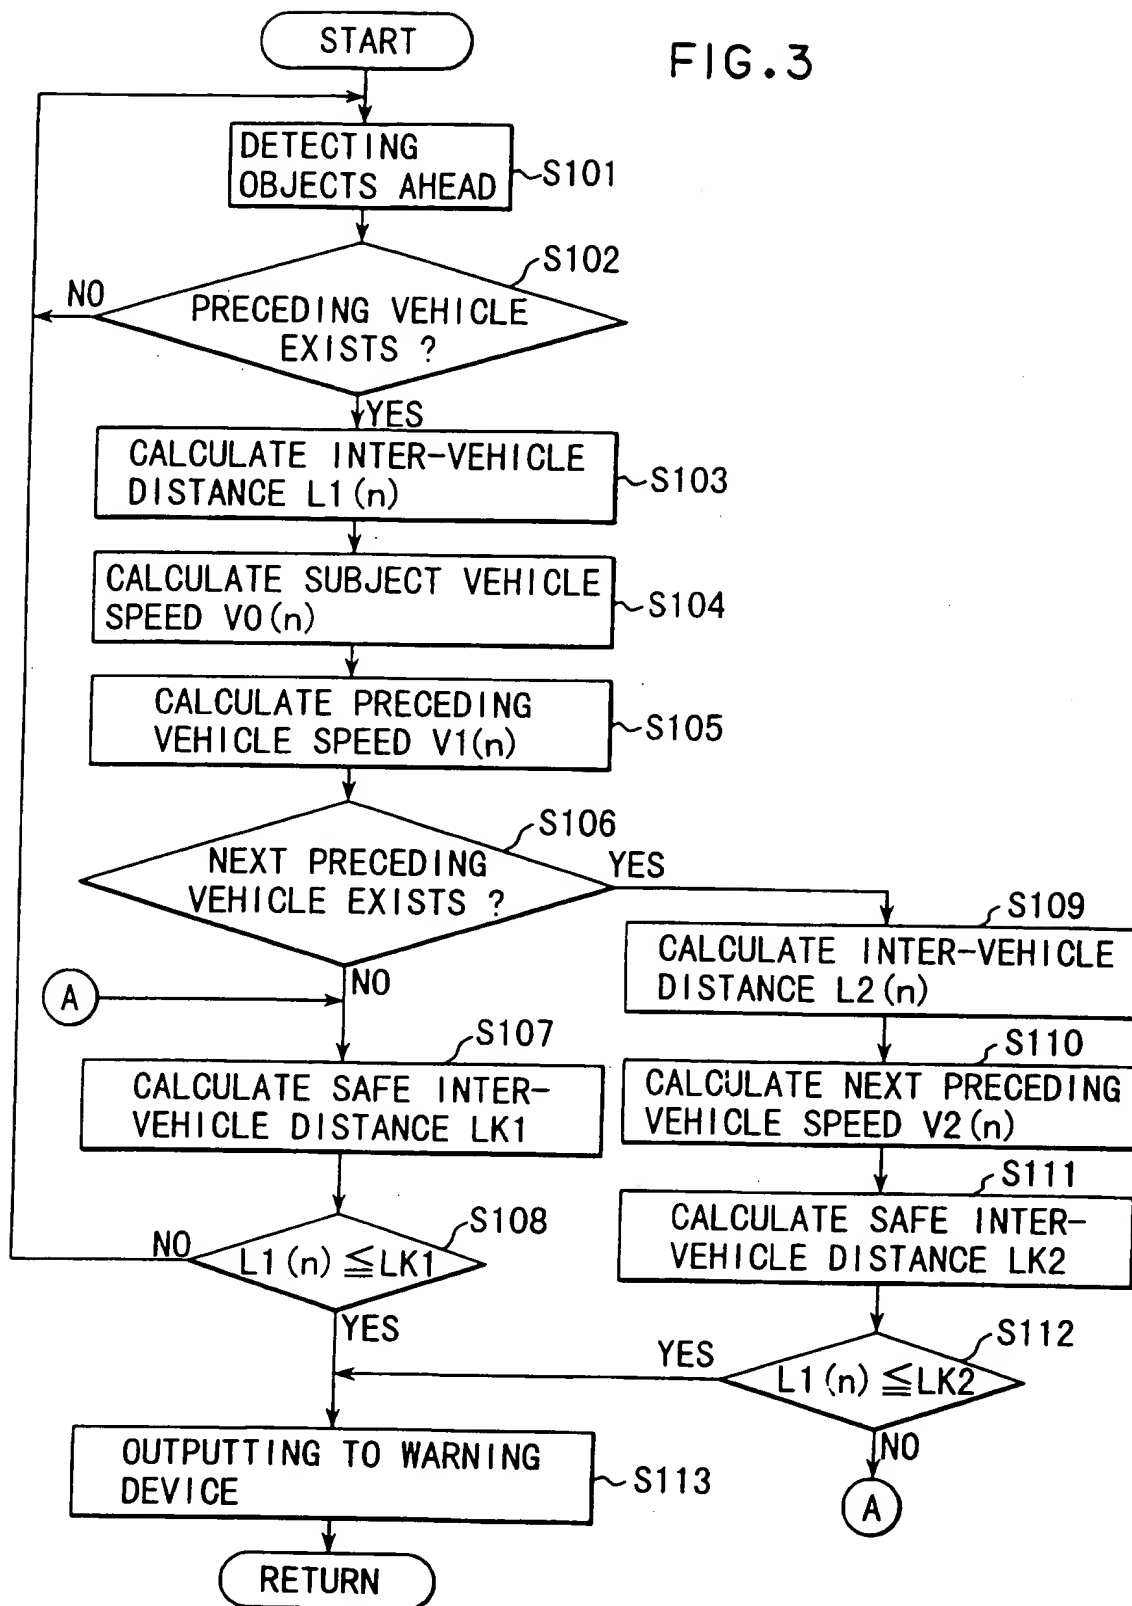 START
FIG.3
DETECTING
OBJECTS AHEAD
S101
S102
NO
PRECEDING VEHICLE
EXISTS ?
YES
CALCULATE INTER-VEHICLE
DISTANCE L1(n)
S103
CALCULATE SUBJECT VEHICLE
SPEED V0(n)
S104
CALCULATE PRECEDING
VEHICLE SPEED V1(n)
S105
S106
NEXT PRECEDING
VEHICLE EXISTS ?
YES
NO
A
S107
CALCULATE SAFE INTER-
VEHICLE DISTANCE LK1
S108
NO
L1(n) ≦ LK1
YES
S109
CALCULATE INTER-VEHICLE
DISTANCE L2(n)
S110
CALCULATE NEXT PRECEDING
VEHICLE SPEED V2(n)
S111
CALCULATE SAFE INTER-
VEHICLE DISTANCE LK2
S112
YES
L1(n) ≦ LK2
NO
A
OUTPUTTING TO WARNING
DEVICE
S113
RETURN